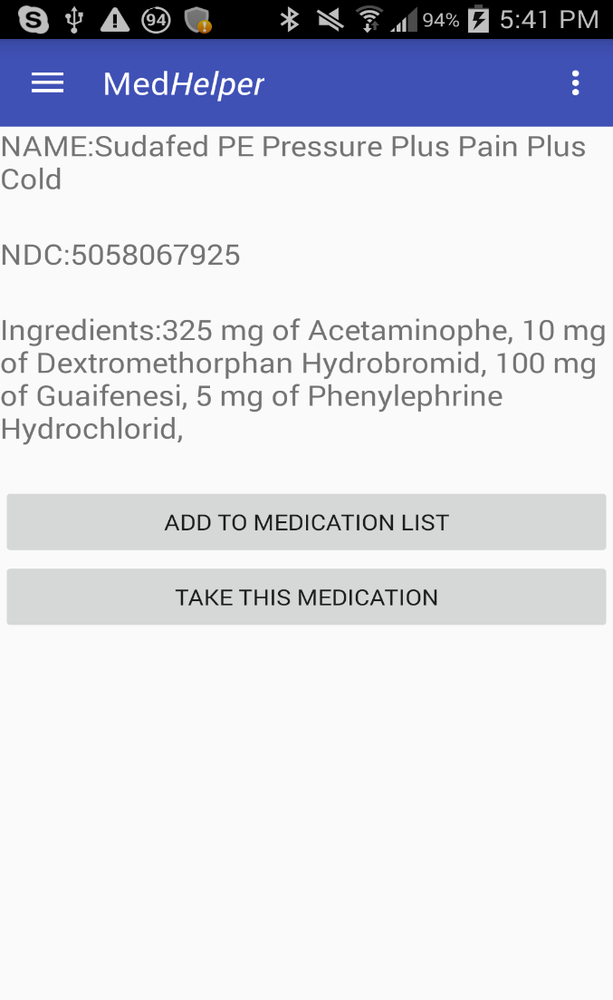 94 94% 5:41 PM
MedHelper
NAME:Sudafed PE Pressure Plus Pain Plus
Cold
NDC:5058067925
Ingredients:325 mg of Acetaminophe, 10 mg
of Dextromethorphan Hydrobromid, 100 mg
of Guaifenesi, 5 mg of Phenylephrine
Hydrochlorid,
ADD TO MEDICATION LIST
TAKE THIS MEDICATION